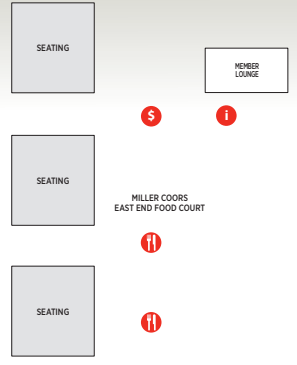 SEATING
MEMBER
LOUNGE
$
i
SEATING
MILLER COORS
EAST END FOOD COURT
SEATING